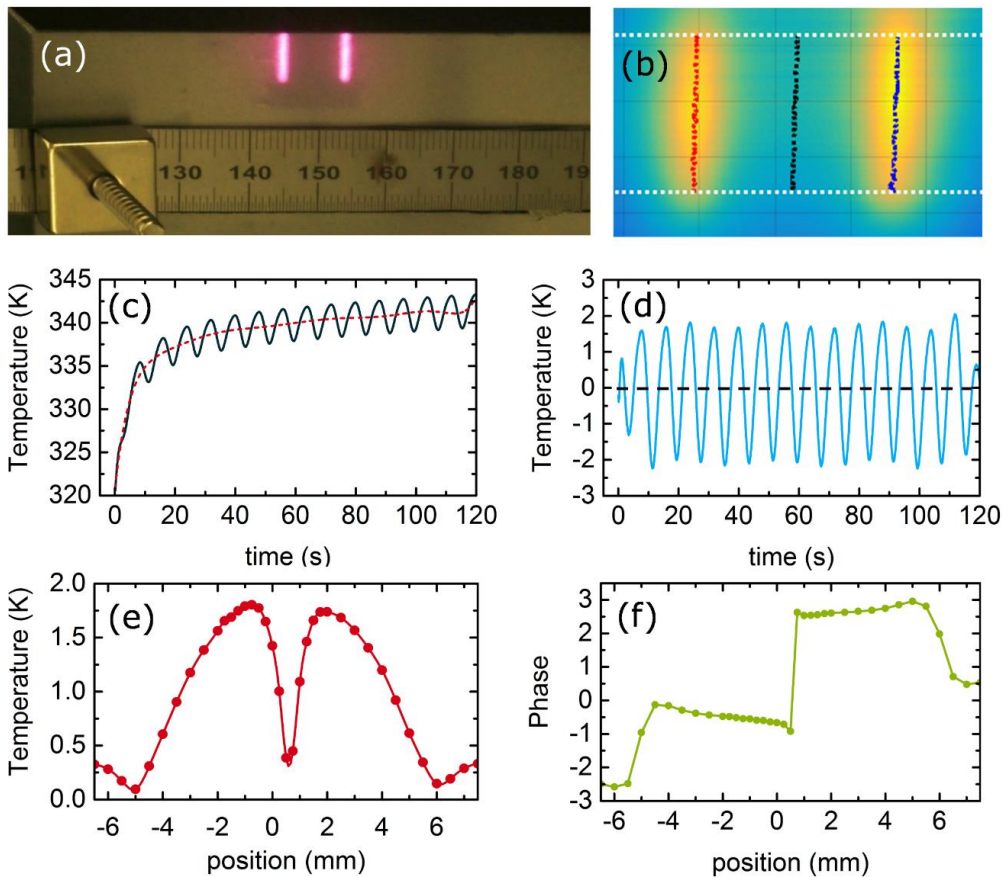 (a)
110 130 140 150 160 170 180
(b)
(c)
Temperature (K)
345
340
335
330
325
320
0 20 40 60 80 100 120
time (s)
(d)
Temperature (K)
3
2
1
0
-1
-2
-3
0 20 40 60 80 100 120
time (s)
(e)
Temperature (K)
2.0
1.5
1.0
0.5
0.0
-6 -4 -2 0 2 4 6
position (mm)
(f)
Phase
3
2
1
0
-1
-2
-3
-6 -4 -2 0 2 4 6
position (mm)